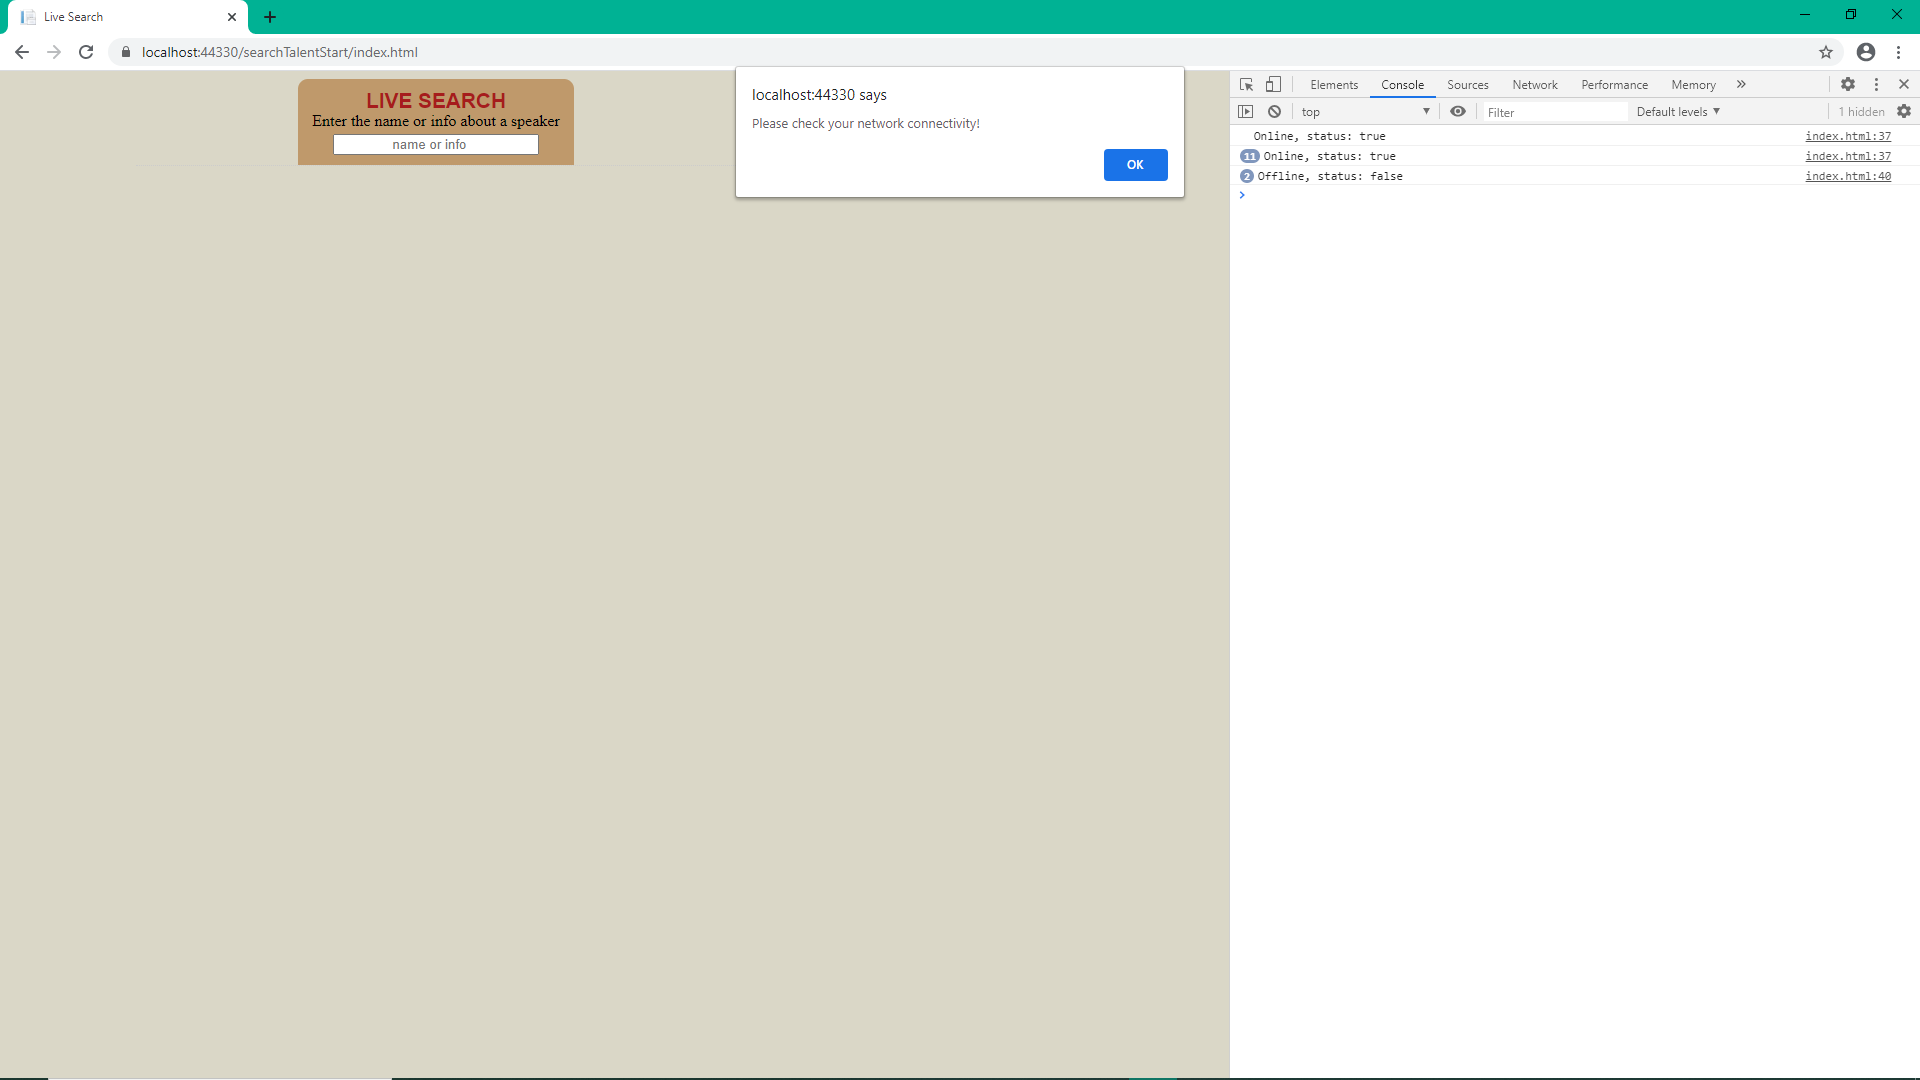 Live Search
localhost:44330/searchTalentStart/index.html
LIVE SEARCH
Enter the name or info about a speaker
name or info
localhost:44330 says
Please check your network connectivity!
OK
Elements Console Sources Network Performance Memory
top Filter Default levels 1 hidden
Online, status: true index.html:37
11 Online, status: true index.html:37
2 Offline, status: false index.html:40